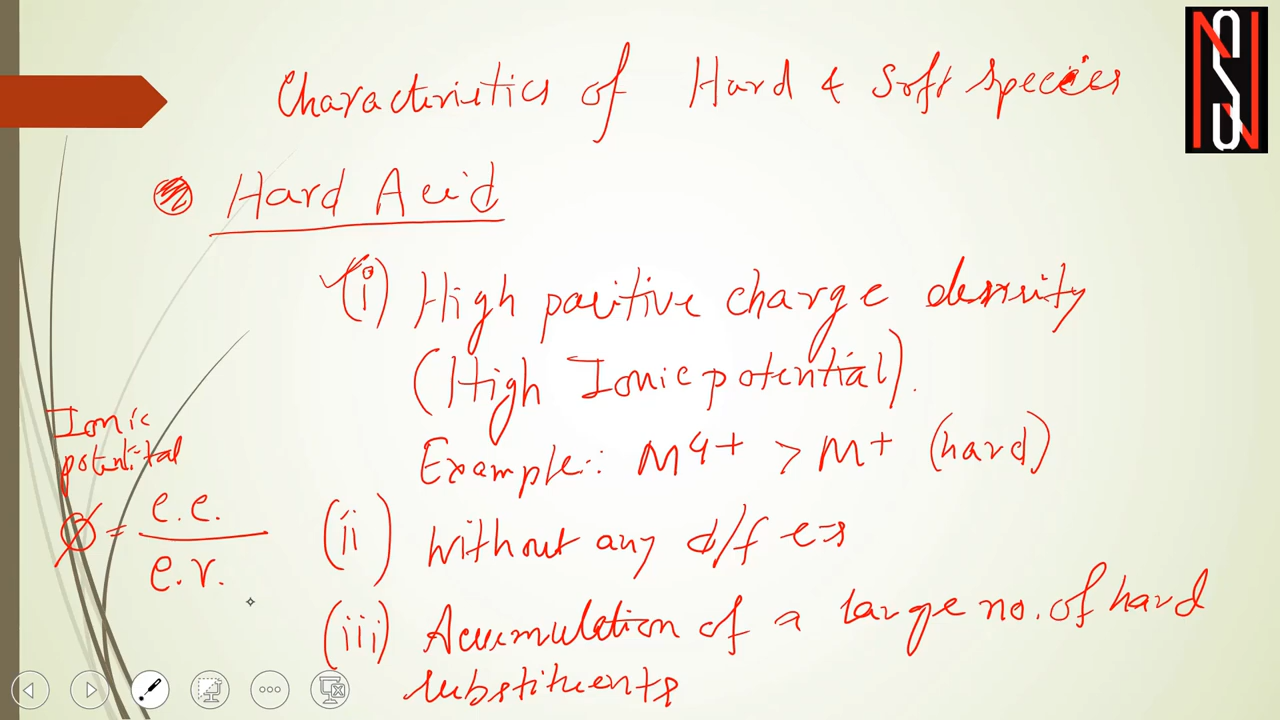 Characteristics of Hard & Soft species
Hard Acid
(i) High positive charge density
(High Ionic potential).
Example:: M4+ > M+ (hard)
(ii) without any d/f e-s
(iii) Accumulation of a large no. of hard
substituents
Ionic
potential
φ = e.e.
e.r.
NSN